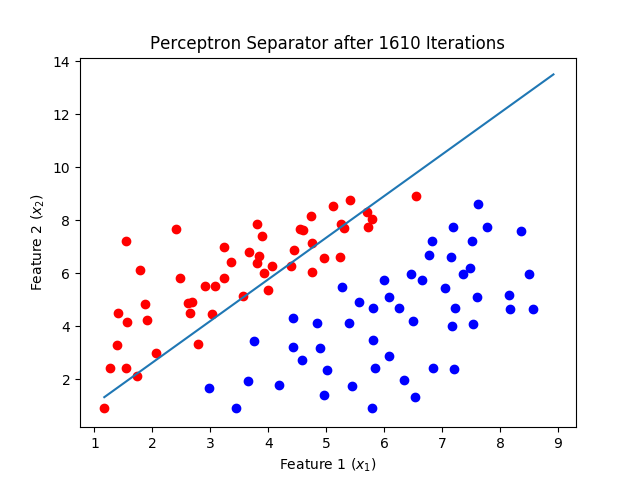 Perceptron Separator after 1610 Iterations
14
12
10
8
6
4
2
Feature 2 (x₂)
1 2 3 4 5 6 7 8 9
Feature 1 (x₁)